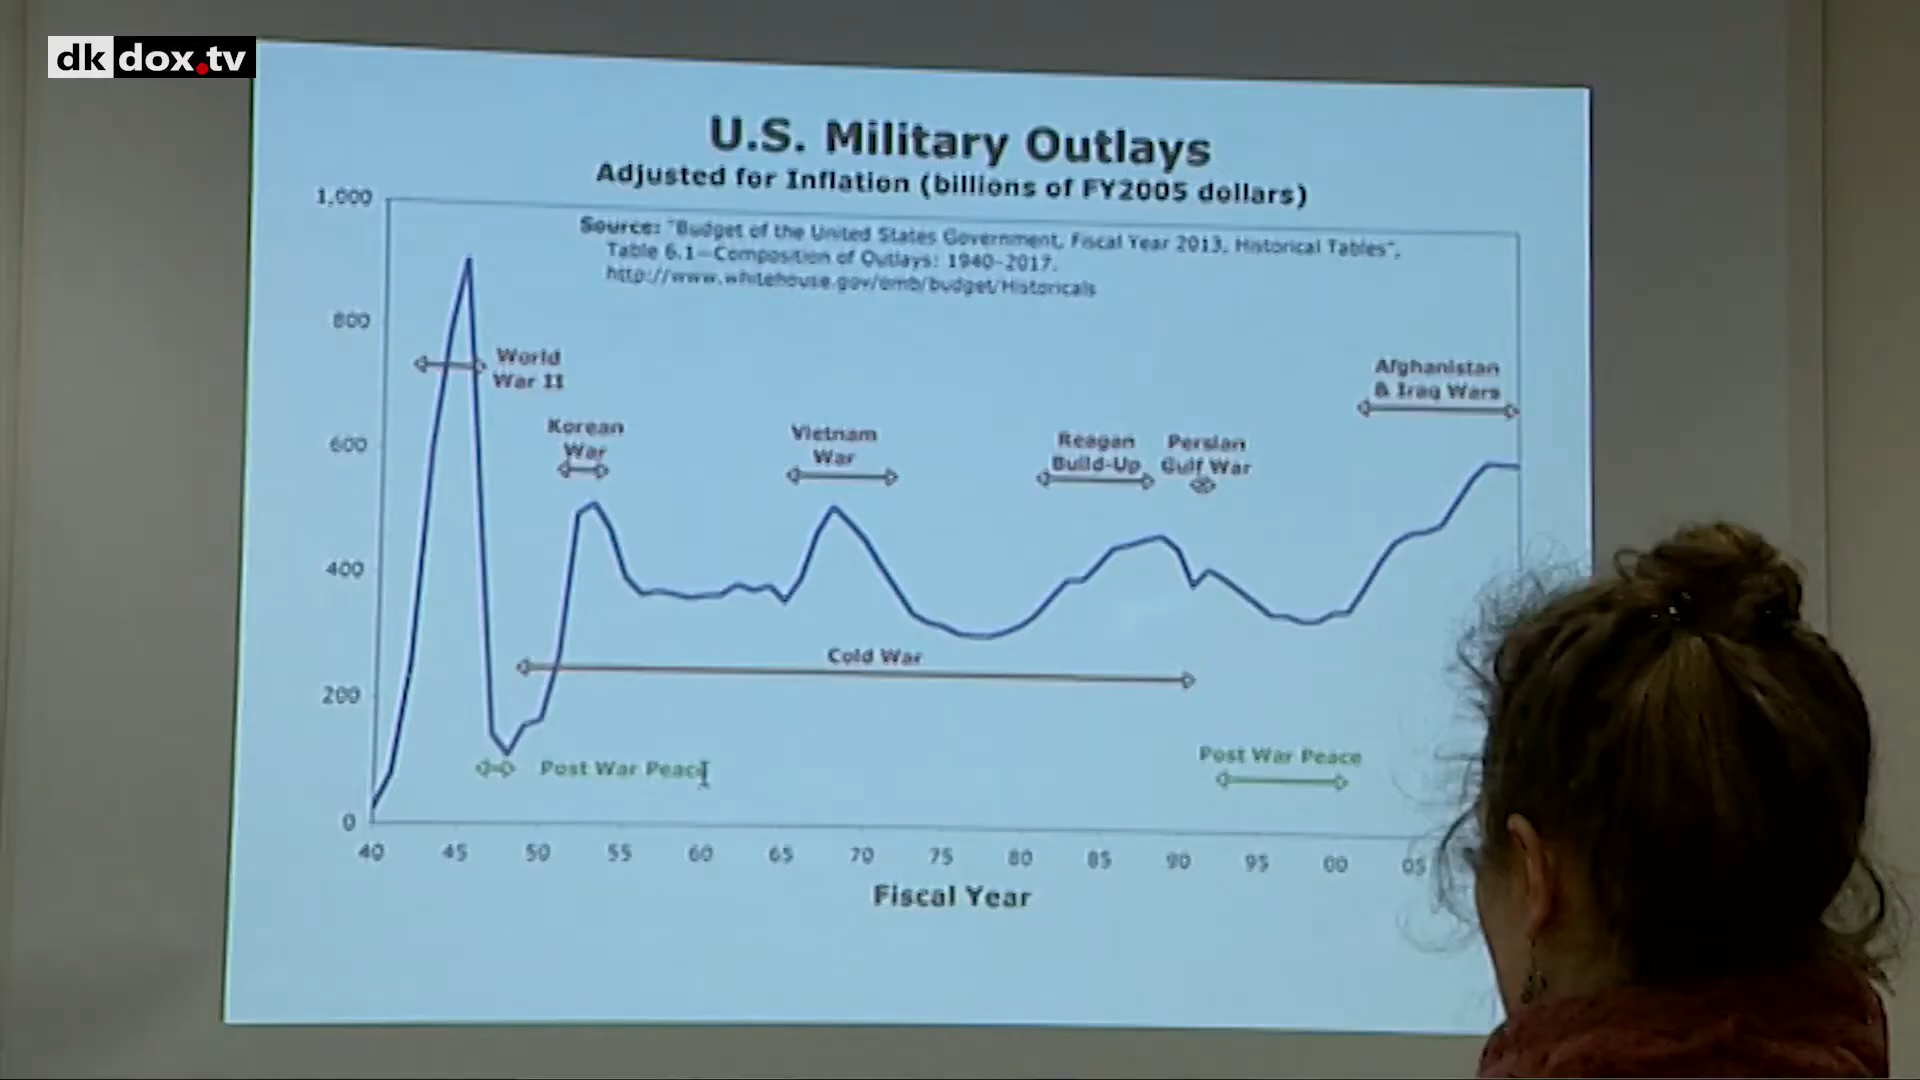 dkdox.tv
U.S. Military Outlays
Adjusted for Inflation (billions of FY2005 dollars)
Source: "Budget of the United States Government, Fiscal Year 2013, Historical Tables",
Table 6.1—Composition of Outlays: 1940-2017.
http://www.whitehouse.gov/omb/budget/Historicals
1,000
800
600
400
200
0
World
War II
Korean
War
Vietnam
War
Reagan
Build-Up
Persian
Gulf War
Afghanistan
& Iraq Wars
Cold War
Post War Peace
Post War Peace
40 45 50 55 60 65 70 75 80 85 90 95 00 05
Fiscal Year